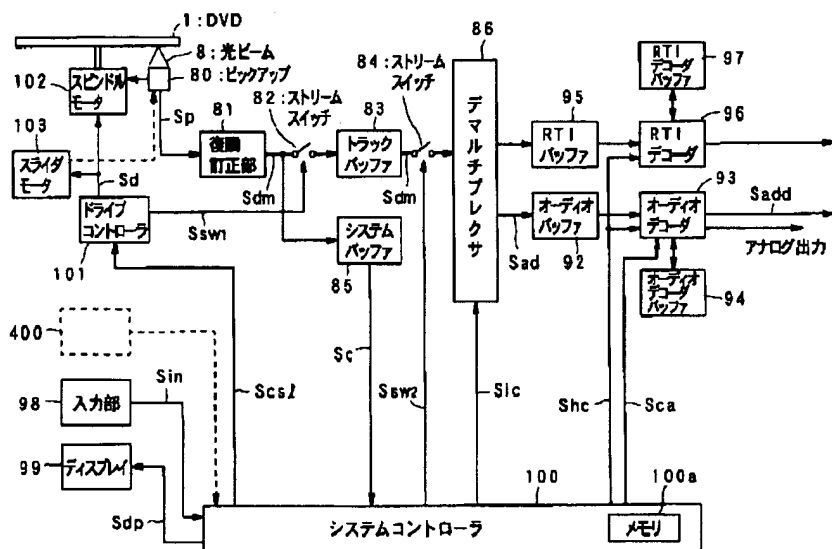 1:DVD
8:光ビーム
80:ピックアップ
102
スピンドル
モータ
103
スライダ
モータ
Sp
81
復調
訂正部
82:ストリーム
スイッチ
83
トラック
バッファ
84:ストリーム
スイッチ
86
デマルチプレクサ
95
RTI
バッファ
RTI
デコーダ
バッファ
97
96
RTI
デコーダ
Sd
Sdm
Sdm
ドライブ
コントローラ
101
Ssw1
システム
バッファ
85
Sad
オーディオ
バッファ
92
93
オーディオ
デコーダ
Sadd
アナログ出力
オーディオ
デコーダ
バッファ
94
400
98
入力部
Sin
99
ディスプレイ
Sdp
Scsl
Sc
Ssw2
Slc
Shc
Sca
100
100a
システムコントローラ
メモリ